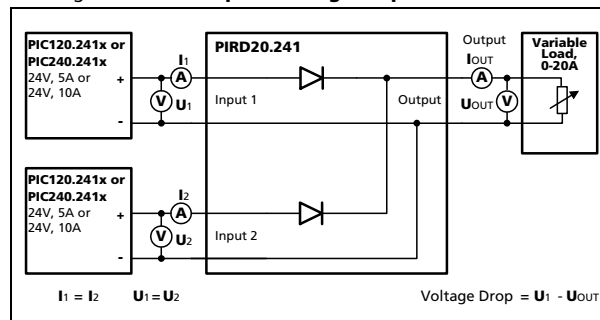 PIC120.241x or
PIC240.241x
24V, 5A or
24V, 10A
+
-
I1
A
V
U1
PIRD20.241
Input 1
Output
Output
IOUT
A
UOUT
V
Variable
Load,
0-20A
PIC120.241x or
PIC240.241x
24V, 5A or
24V, 10A
+
-
I2
A
V
U2
Input 2
I1 = I2
U1=U2
Voltage Drop = U1 - UOUT